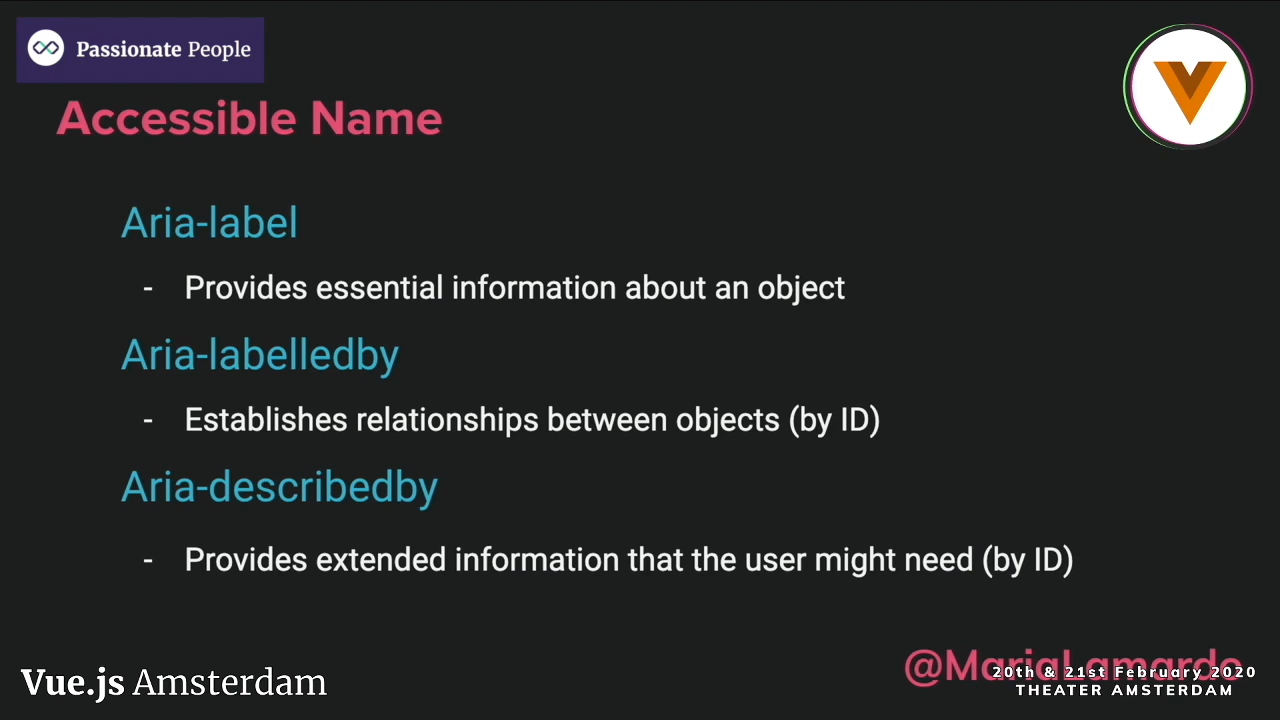 Passionate People
Accessible Name
Aria-label
- Provides essential information about an object
Aria-labelledby
- Establishes relationships between objects (by ID)
Aria-describedby
- Provides extended information that the user might need (by ID)
@MariaLamardo
Vue.js Amsterdam
20th & 21st February 2020
THEATER AMSTERDAM